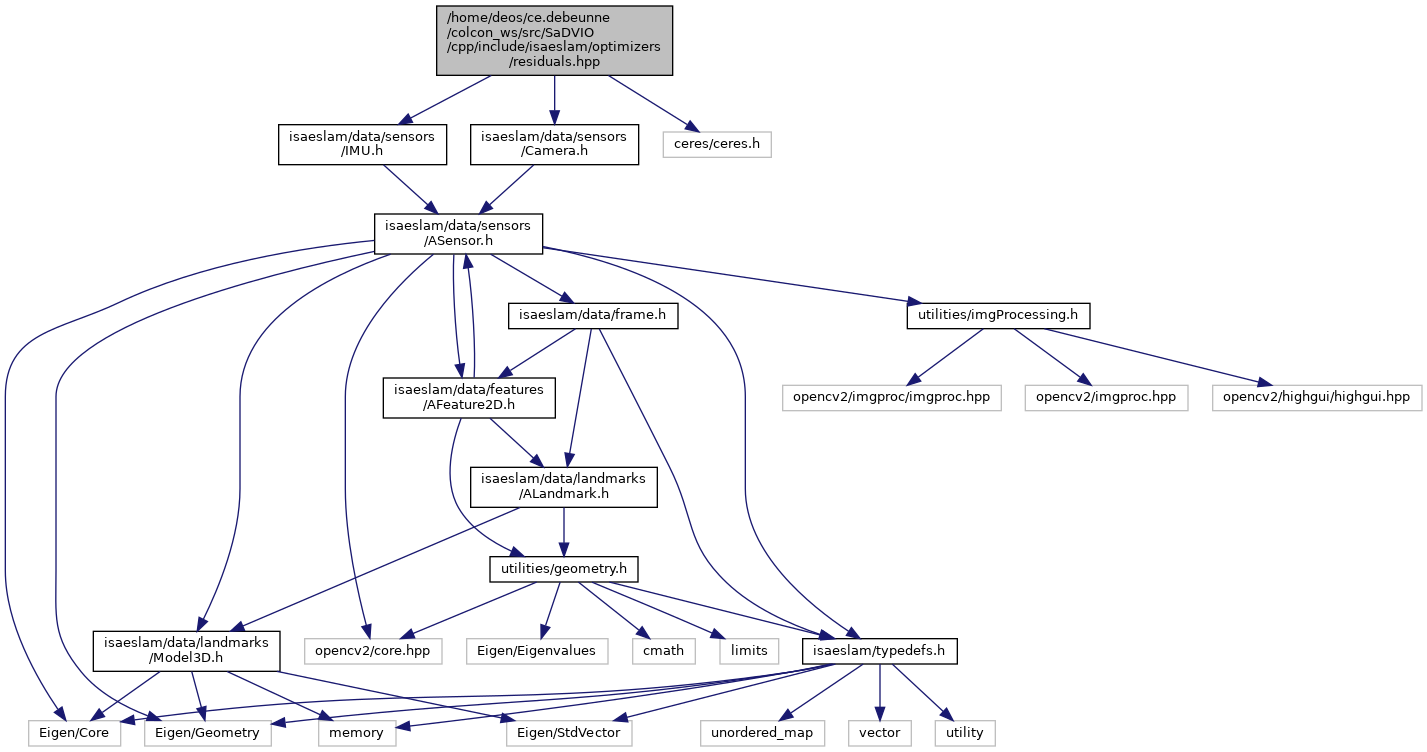 /home/deos/ce.debeunne
/colcon_ws/src/SaDVIO
/cpp/include/isaeslam/optimizers
/residuals.hpp
isaeslam/data/sensors
/IMU.h
isaeslam/data/sensors
/Camera.h
ceres/ceres.h
isaeslam/data/sensors
/ASensor.h
isaeslam/data/frame.h
utilities/imgProcessing.h
isaeslam/data/features
/AFeature2D.h
opencv2/imgproc/imgproc.hpp
opencv2/imgproc.hpp
opencv2/highgui/highgui.hpp
isaeslam/data/landmarks
/ALandmark.h
utilities/geometry.h
isaeslam/data/landmarks
/Model3D.h
opencv2/core.hpp
Eigen/Eigenvalues
cmath
limits
isaeslam/typedefs.h
Eigen/Core
Eigen/Geometry
memory
Eigen/StdVector
unordered_map
vector
utility